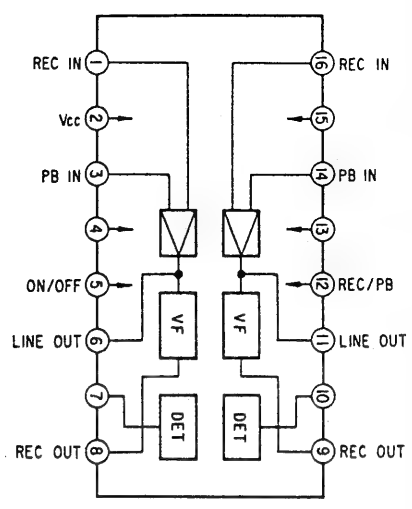 REC IN 1 16 REC IN
Vcc 2 15
PB IN 3 14 PB IN
4 13
ON/OFF 5 12 REC/PB
VF VF
LINE OUT 6 11 LINE OUT
7 10
DET DET
REC OUT 8 9 REC OUT